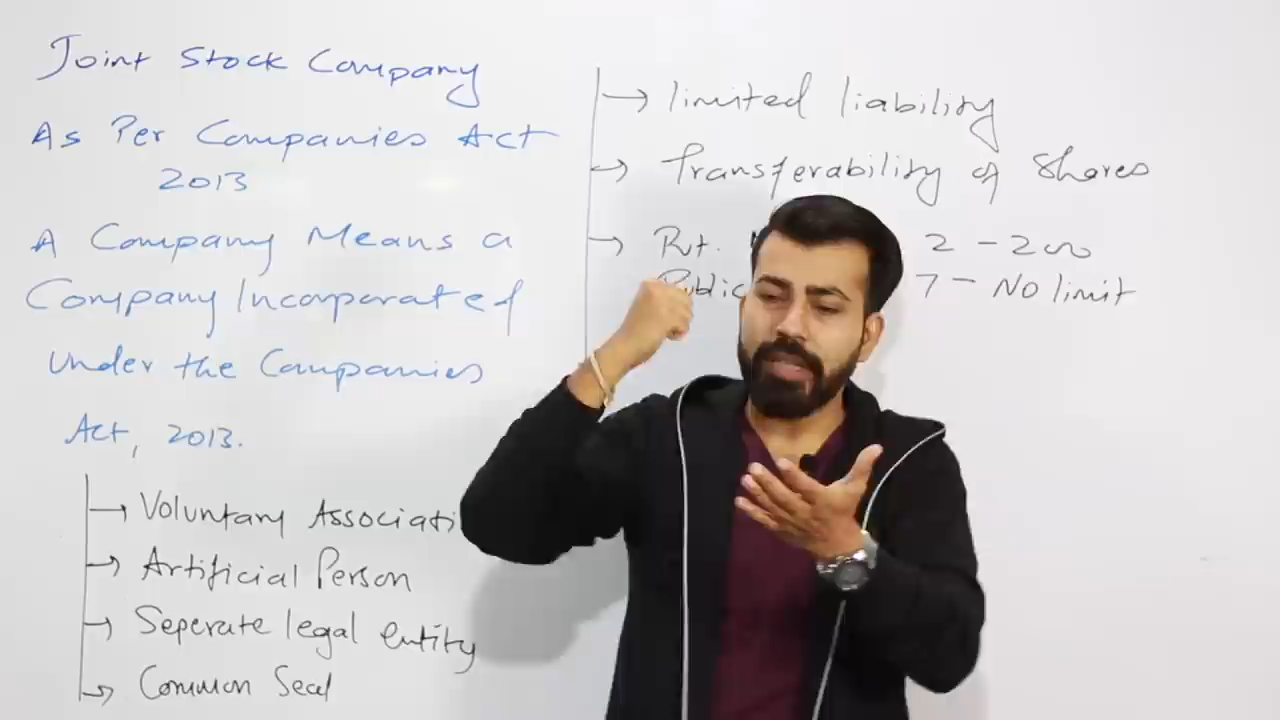 Joint Stock Company
As Per Companies Act
2013
A Company Means a
Company Incorporated
Under the Companies
Act, 2013.
→ Voluntary
→ Artificial Person
→ Seperate legal entity
→ Common Seal
→ limited liability
→ Transferability of Shares
→ Pvt. 2 - 200
Public 7 - No limit